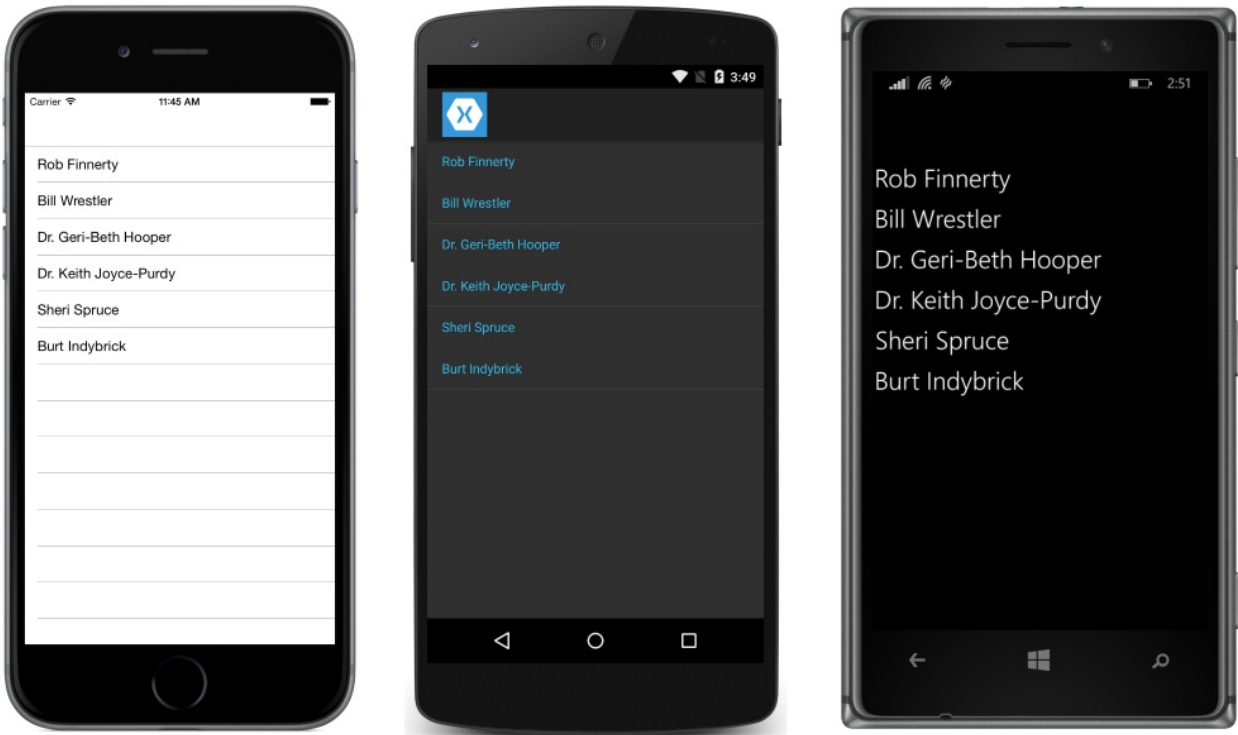 Carrier
11:45 AM
Rob Finnerty
Bill Wrestler
Dr. Geri-Beth Hooper
Dr. Keith Joyce-Purdy
Sheri Spruce
Burt Indybrick
3:49
Rob Finnerty
Bill Wrestler
Dr. Geri-Beth Hooper
Dr. Keith Joyce-Purdy
Sheri Spruce
Burt Indybrick
2:51
Rob Finnerty
Bill Wrestler
Dr. Geri-Beth Hooper
Dr. Keith Joyce-Purdy
Sheri Spruce
Burt Indybrick